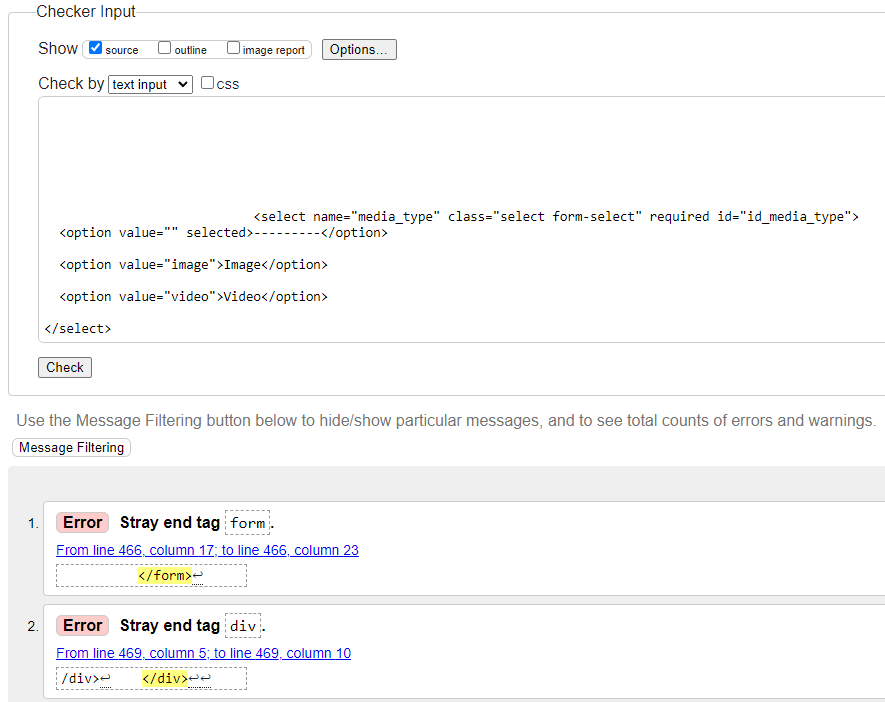 Checker Input
Show source outline image report Options...
Check by text input css
<select name="media_type" class="select form-select" required id="id_media_type">
<option value="" selected>---------</option>
<option value="image">Image</option>
<option value="video">Video</option>
</select>
Check
Use the Message Filtering button below to hide/show particular messages, and to see total counts of errors and warnings.
Message Filtering
1. Error Stray end tag form.
From line 466, column 17; to line 466, column 23
</form>↩
2. Error Stray end tag div.
From line 469, column 5; to line 469, column 10
/div>↩ </div>↩↩